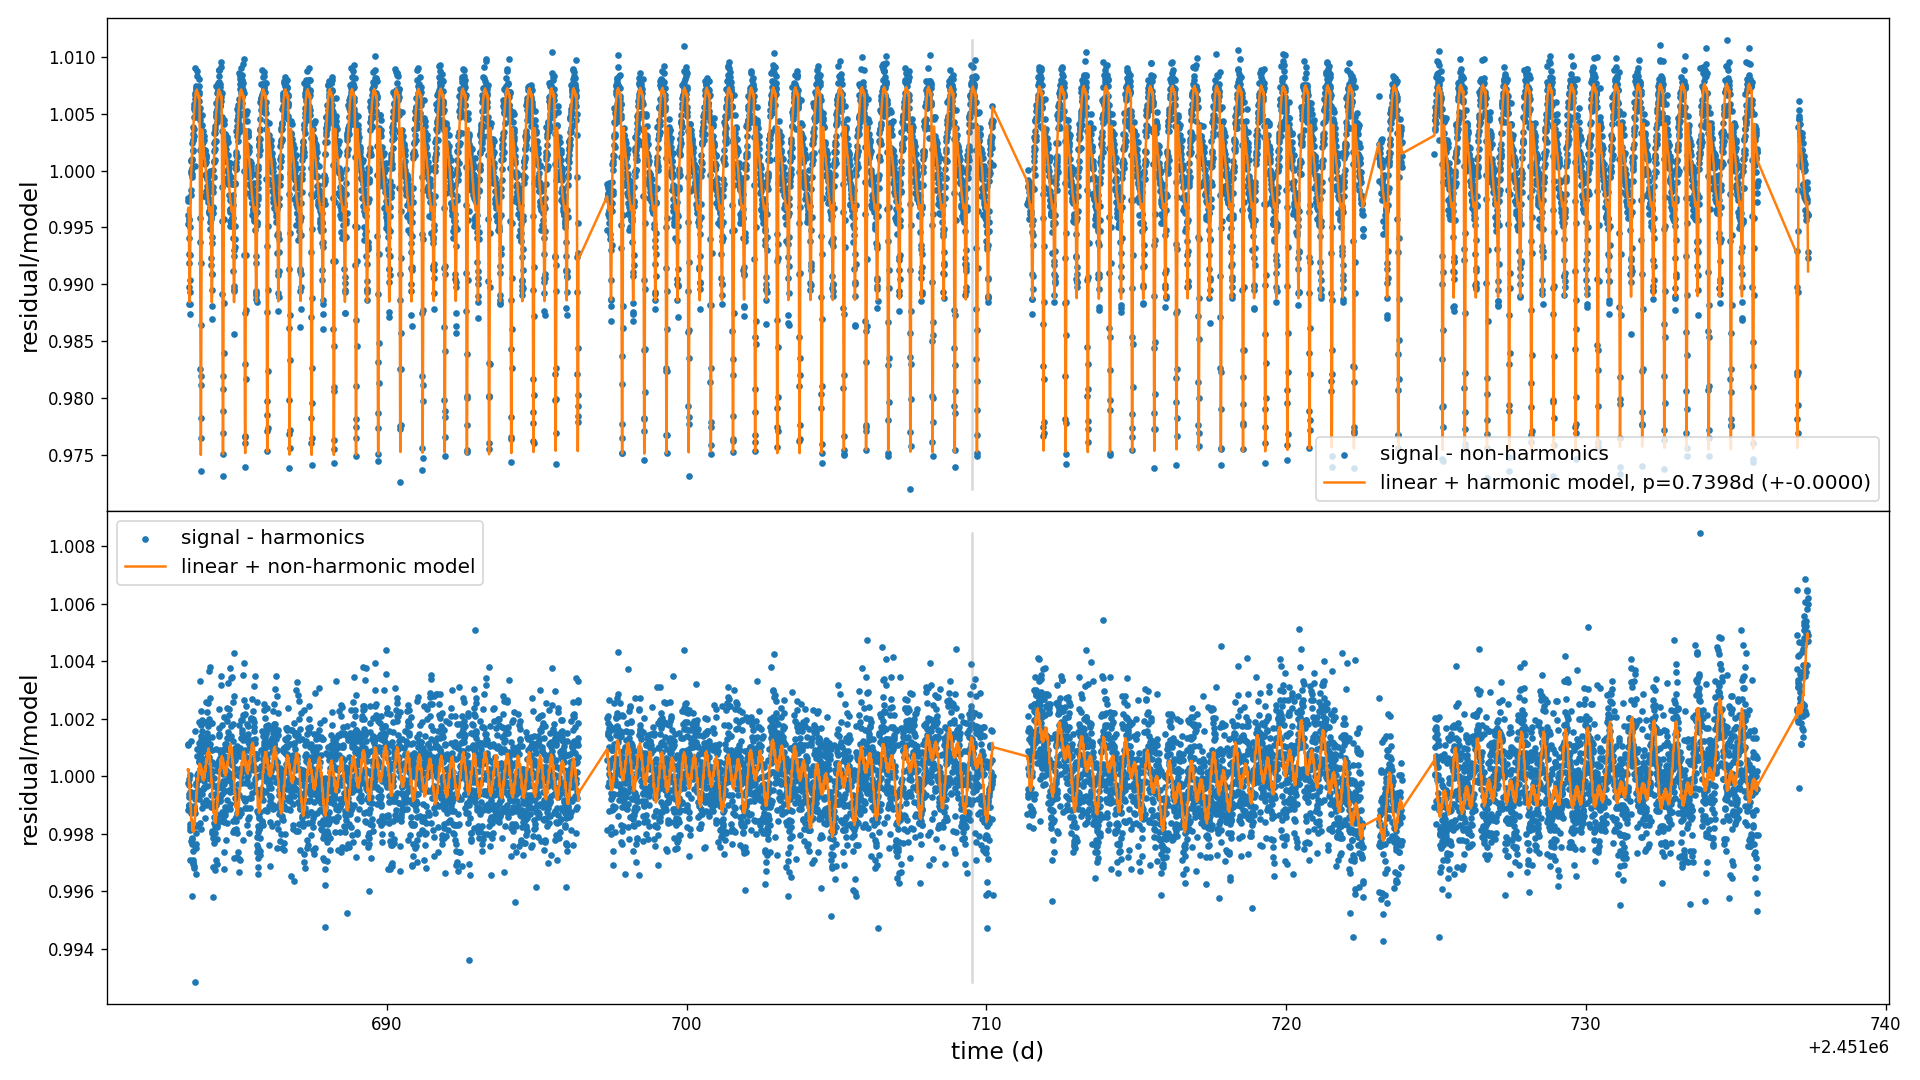 residual/model
1.010
1.005
1.000
0.995
0.990
0.985
0.980
0.975
signal - non-harmonics
linear + harmonic model, p=0.7398d (+-0.0000)
residual/model
1.008
1.006
1.004
1.002
1.000
0.998
0.996
0.994
signal - harmonics
linear + non-harmonic model
690
700
710
720
730
740
time (d)
+2.451e6